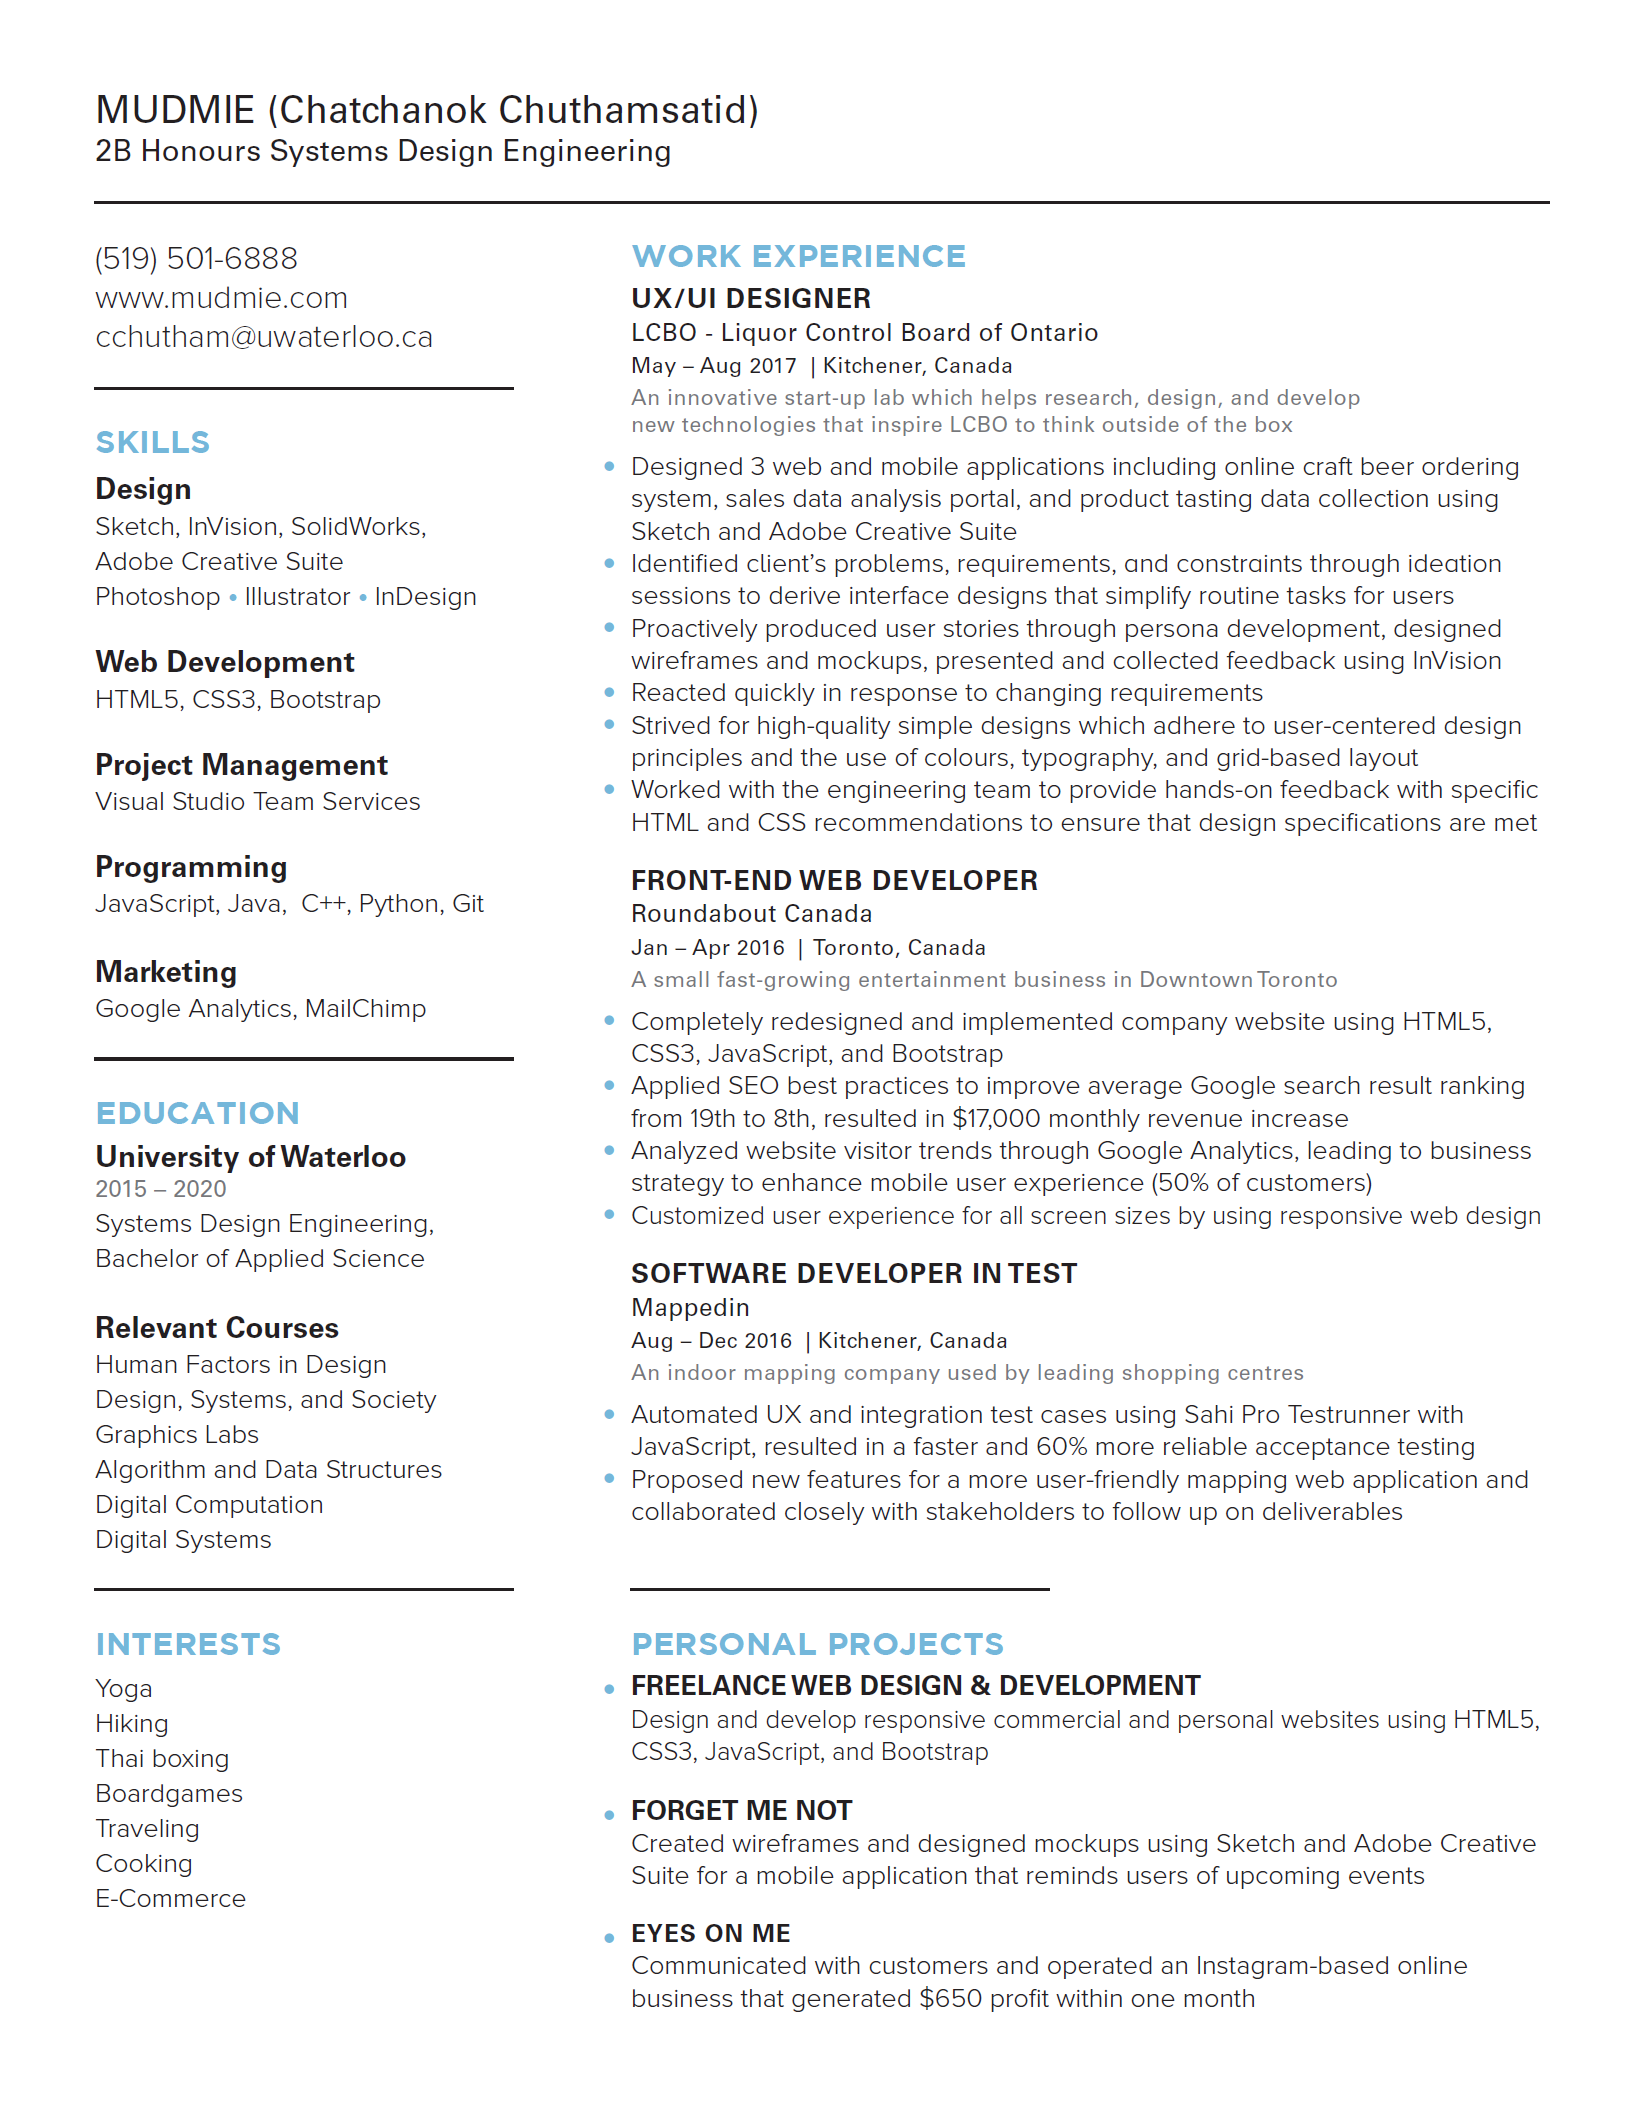 MUDMIE (Chatchanok Chuthamsatid)
2B Honours Systems Design Engineering
(519) 501-6888
www.mudmie.com
cchutham@uwaterloo.ca
SKILLS
Design
Sketch, InVision, SolidWorks,
Adobe Creative Suite
Photoshop • Illustrator • InDesign
Web Development
HTML5, CSS3, Bootstrap
Project Management
Visual Studio Team Services
Programming
JavaScript, Java, C++, Python, Git
Marketing
Google Analytics, MailChimp
EDUCATION
University of Waterloo
2015 – 2020
Systems Design Engineering,
Bachelor of Applied Science
Relevant Courses
Human Factors in Design
Design, Systems, and Society
Graphics Labs
Algorithm and Data Structures
Digital Computation
Digital Systems
INTERESTS
Yoga
Hiking
Thai boxing
Boardgames
Traveling
Cooking
E-Commerce
WORK EXPERIENCE
UX/UI DESIGNER
LCBO - Liquor Control Board of Ontario
May – Aug 2017 | Kitchener, Canada
An innovative start-up lab which helps research, design, and develop
new technologies that inspire LCBO to think outside of the box
• Designed 3 web and mobile applications including online craft beer ordering
system, sales data analysis portal, and product tasting data collection using
Sketch and Adobe Creative Suite
• Identified client's problems, requirements, and constraints through ideation
sessions to derive interface designs that simplify routine tasks for users
• Proactively produced user stories through persona development, designed
wireframes and mockups, presented and collected feedback using InVision
• Reacted quickly in response to changing requirements
• Strived for high-quality simple designs which adhere to user-centered design
principles and the use of colours, typography, and grid-based layout
• Worked with the engineering team to provide hands-on feedback with specific
HTML and CSS recommendations to ensure that design specifications are met
FRONT-END WEB DEVELOPER
Roundabout Canada
Jan – Apr 2016 | Toronto, Canada
A small fast-growing entertainment business in Downtown Toronto
• Completely redesigned and implemented company website using HTML5,
CSS3, JavaScript, and Bootstrap
• Applied SEO best practices to improve average Google search result ranking
from 19th to 8th, resulted in $17,000 monthly revenue increase
• Analyzed website visitor trends through Google Analytics, leading to business
strategy to enhance mobile user experience (50% of customers)
• Customized user experience for all screen sizes by using responsive web design
SOFTWARE DEVELOPER IN TEST
Mappedin
Aug – Dec 2016 | Kitchener, Canada
An indoor mapping company used by leading shopping centres
• Automated UX and integration test cases using Sahi Pro Testrunner with
JavaScript, resulted in a faster and 60% more reliable acceptance testing
• Proposed new features for a more user-friendly mapping web application and
collaborated closely with stakeholders to follow up on deliverables
PERSONAL PROJECTS
• FREELANCE WEB DESIGN & DEVELOPMENT
Design and develop responsive commercial and personal websites using HTML5,
CSS3, JavaScript, and Bootstrap
• FORGET ME NOT
Created wireframes and designed mockups using Sketch and Adobe Creative
Suite for a mobile application that reminds users of upcoming events
• EYES ON ME
Communicated with customers and operated an Instagram-based online
business that generated $650 profit within one month